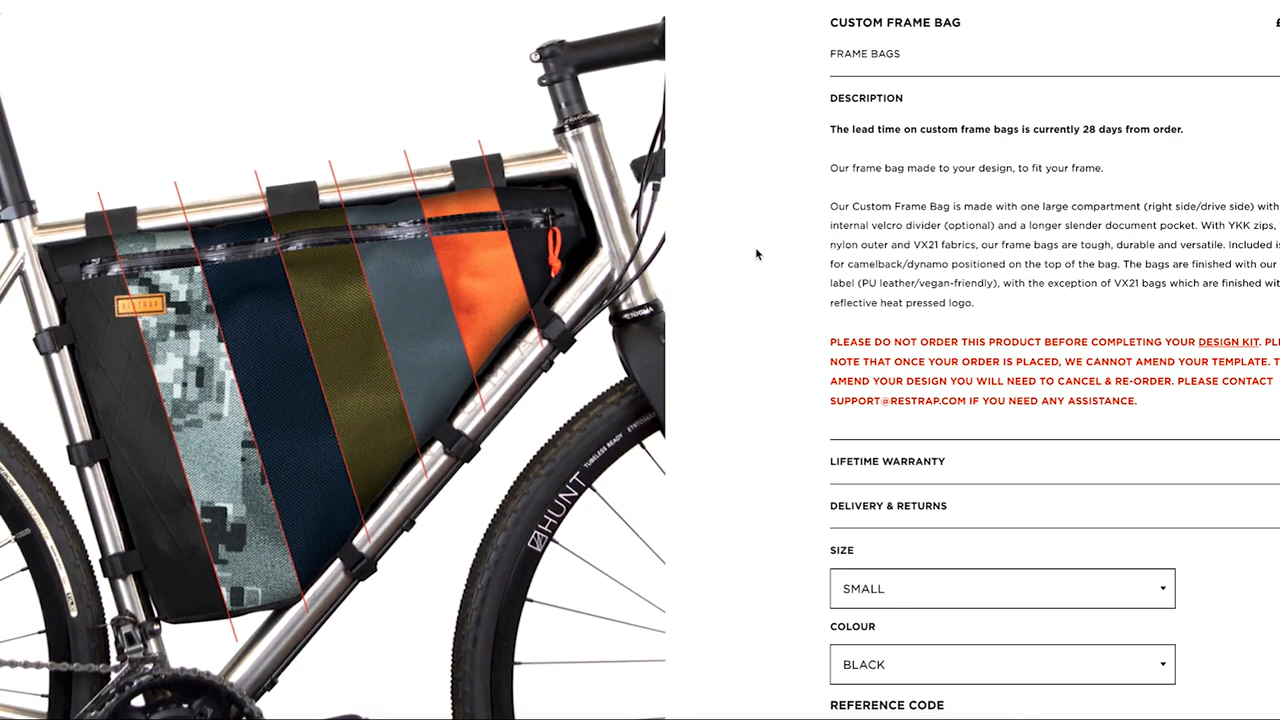 CUSTOM FRAME BAG
FRAME BAGS
DESCRIPTION
The lead time on custom frame bags is currently 28 days from order.
Our frame bag made to your design, to fit your frame.
Our Custom Frame Bag is made with one large compartment (right side/drive side) with
internal velcro divider (optional) and a longer slender document pocket. With YKK zips,
nylon outer and VX21 fabrics, our frame bags are tough, durable and versatile. Included
for camelback/dynamo positioned on the top of the bag. The bags are finished with our
label (PU leather/vegan-friendly), with the exception of VX21 bags which are finished
reflective heat pressed logo.
PLEASE DO NOT ORDER THIS PRODUCT BEFORE COMPLETING YOUR DESIGN KIT.
NOTE THAT ONCE YOUR ORDER IS PLACED, WE CANNOT AMEND YOUR TEMPLATE.
AMEND YOUR DESIGN YOU WILL NEED TO CANCEL & RE-ORDER. PLEASE CONTACT
SUPPORT@RESTRAP.COM IF YOU NEED ANY ASSISTANCE.
LIFETIME WARRANTY
DELIVERY & RETURNS
SIZE
SMALL
COLOUR
BLACK
REFERENCE CODE
RESTRAP
ENIGMA
HUNT
TUBELESS READY